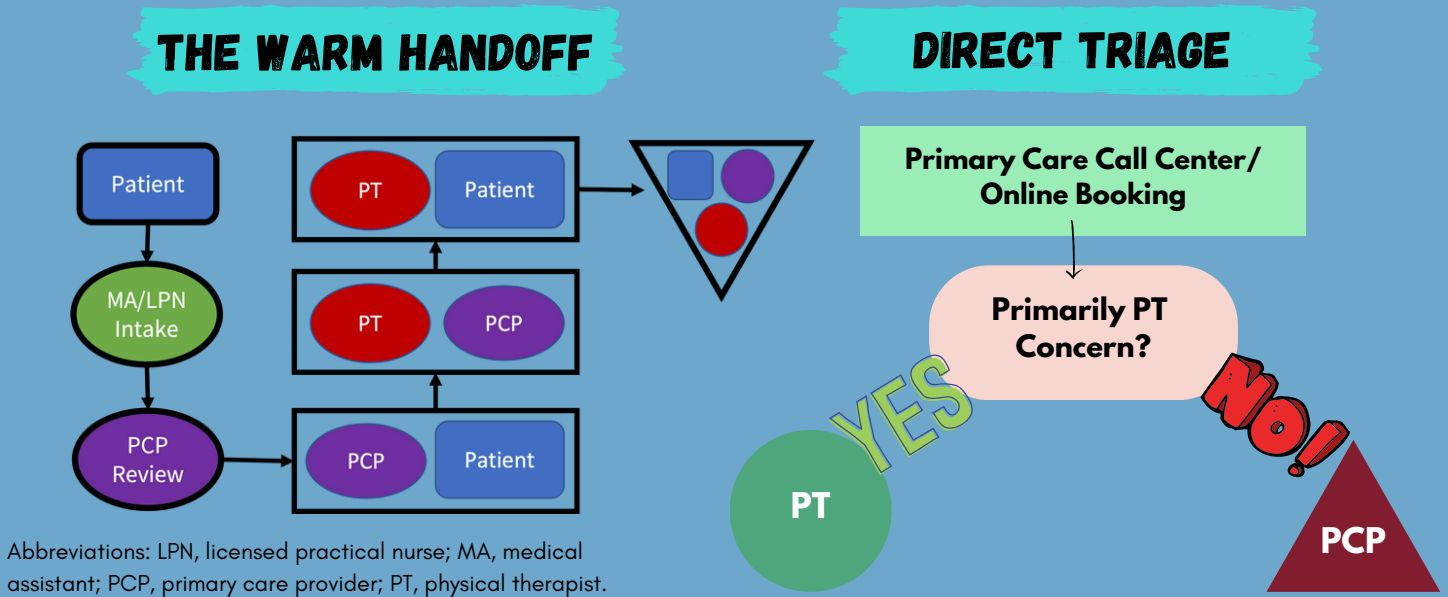 THE WARM HANDOFF
Patient
MA/LPN
Intake
PCP
Review
PCP
Patient
PT
PCP
PT
Patient
Abbreviations: LPN, licensed practical nurse; MA, medical
assistant; PCP, primary care provider; PT, physical therapist.
DIRECT TRIAGE
Primary Care Call Center/
Online Booking
Primarily PT
Concern?
YES
NO!
PT
PCP